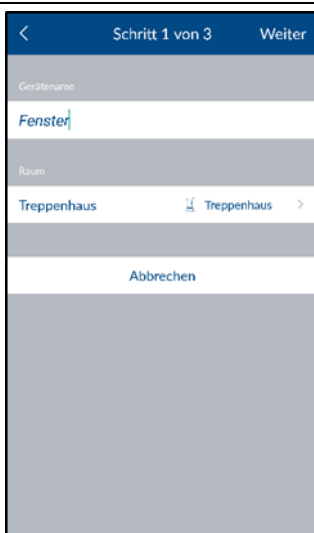 Schritt 1 von 3 Weiter
Gerätename
Fenster
Raum
Treppenhaus Treppenhaus
Abbrechen